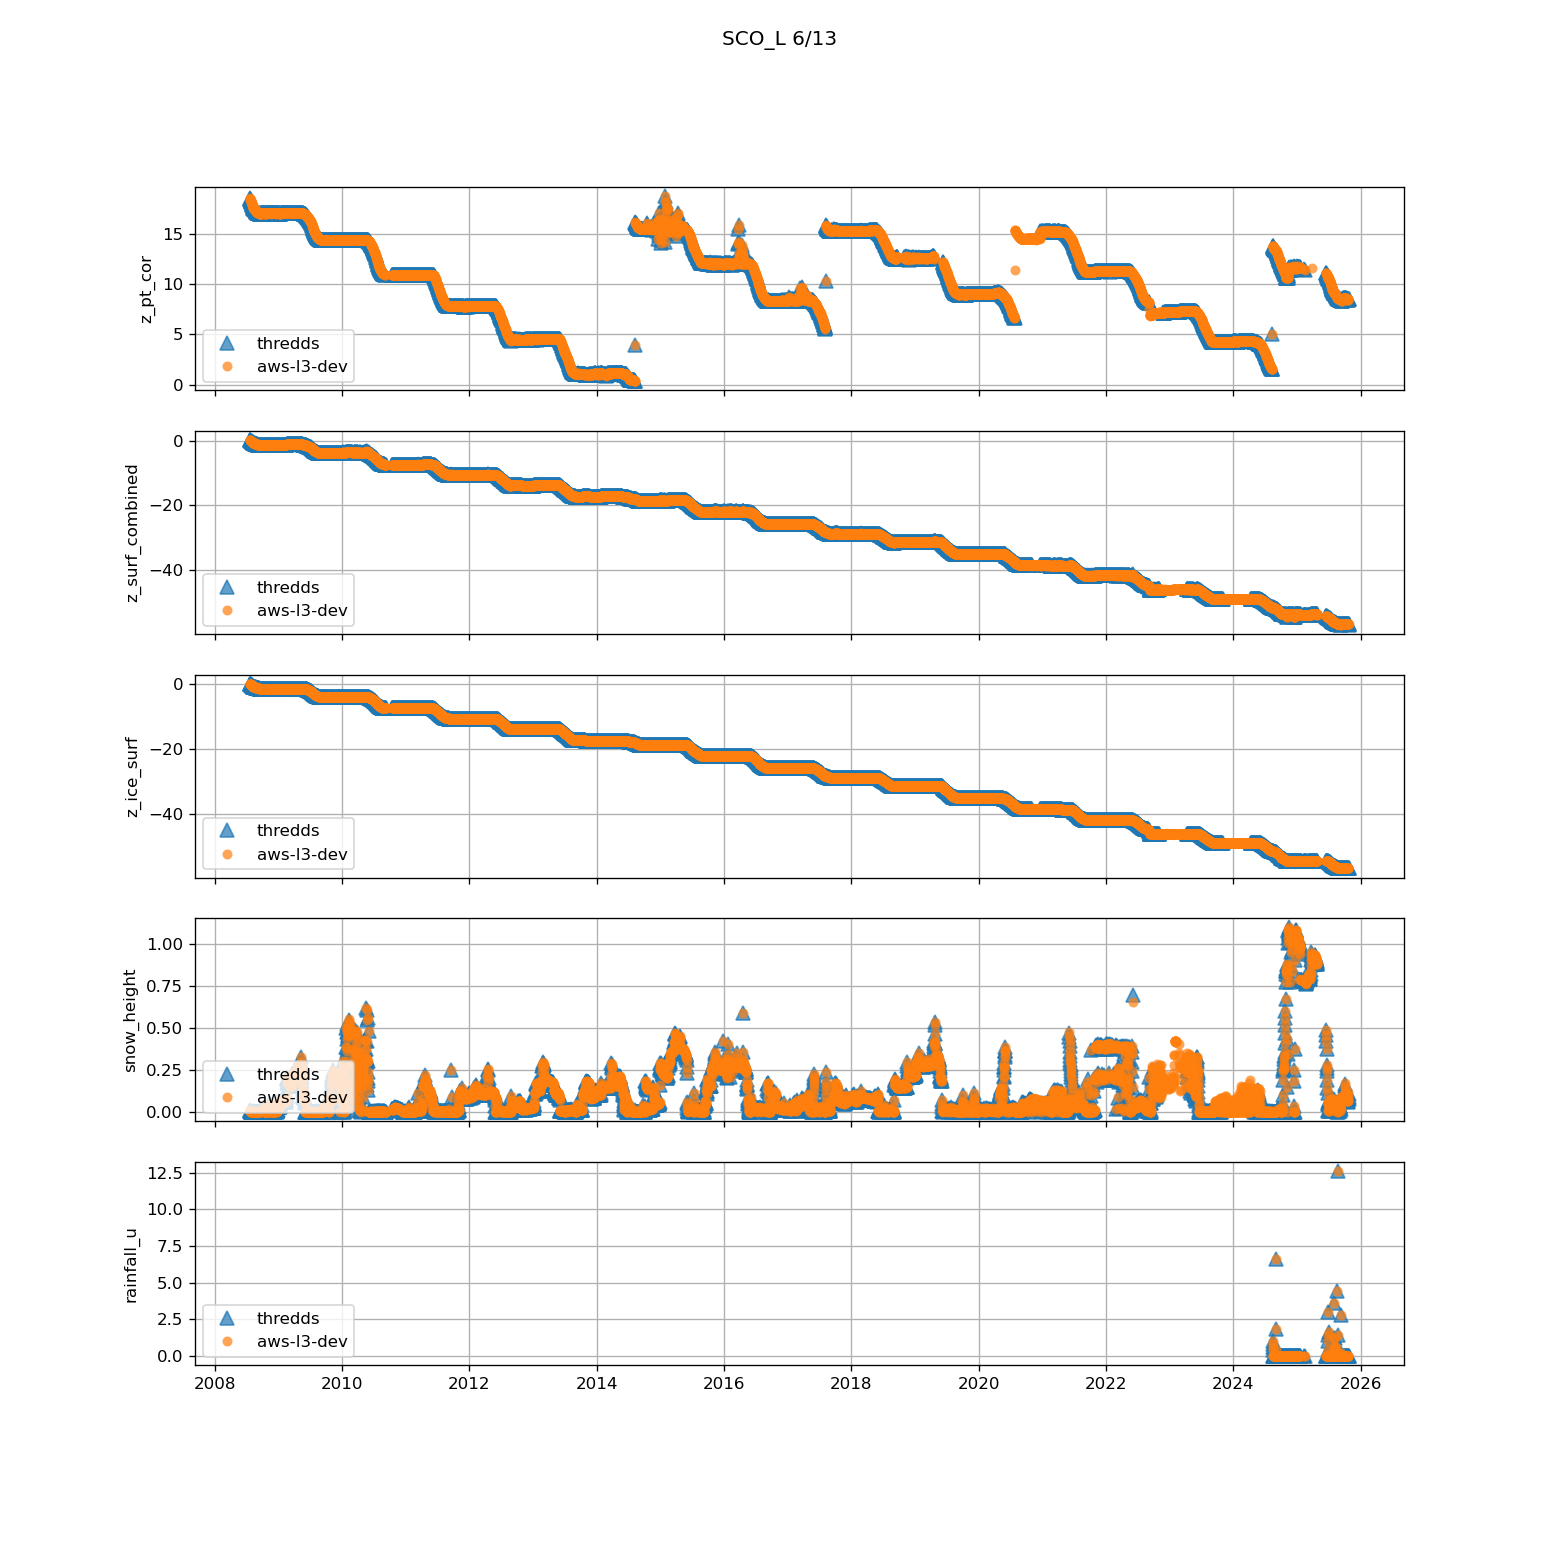 SCO_L 6/13
z_pt_cor
15
10
5
0
thredds
aws-l3-dev
z_surf_combined
0
−20
−40
thredds
aws-l3-dev
z_ice_surf
0
−20
−40
thredds
aws-l3-dev
snow_height
1.00
0.75
0.50
0.25
0.00
thredds
aws-l3-dev
rainfall_u
12.5
10.0
7.5
5.0
2.5
0.0
thredds
aws-l3-dev
2008 2010 2012 2014 2016 2018 2020 2022 2024 2026